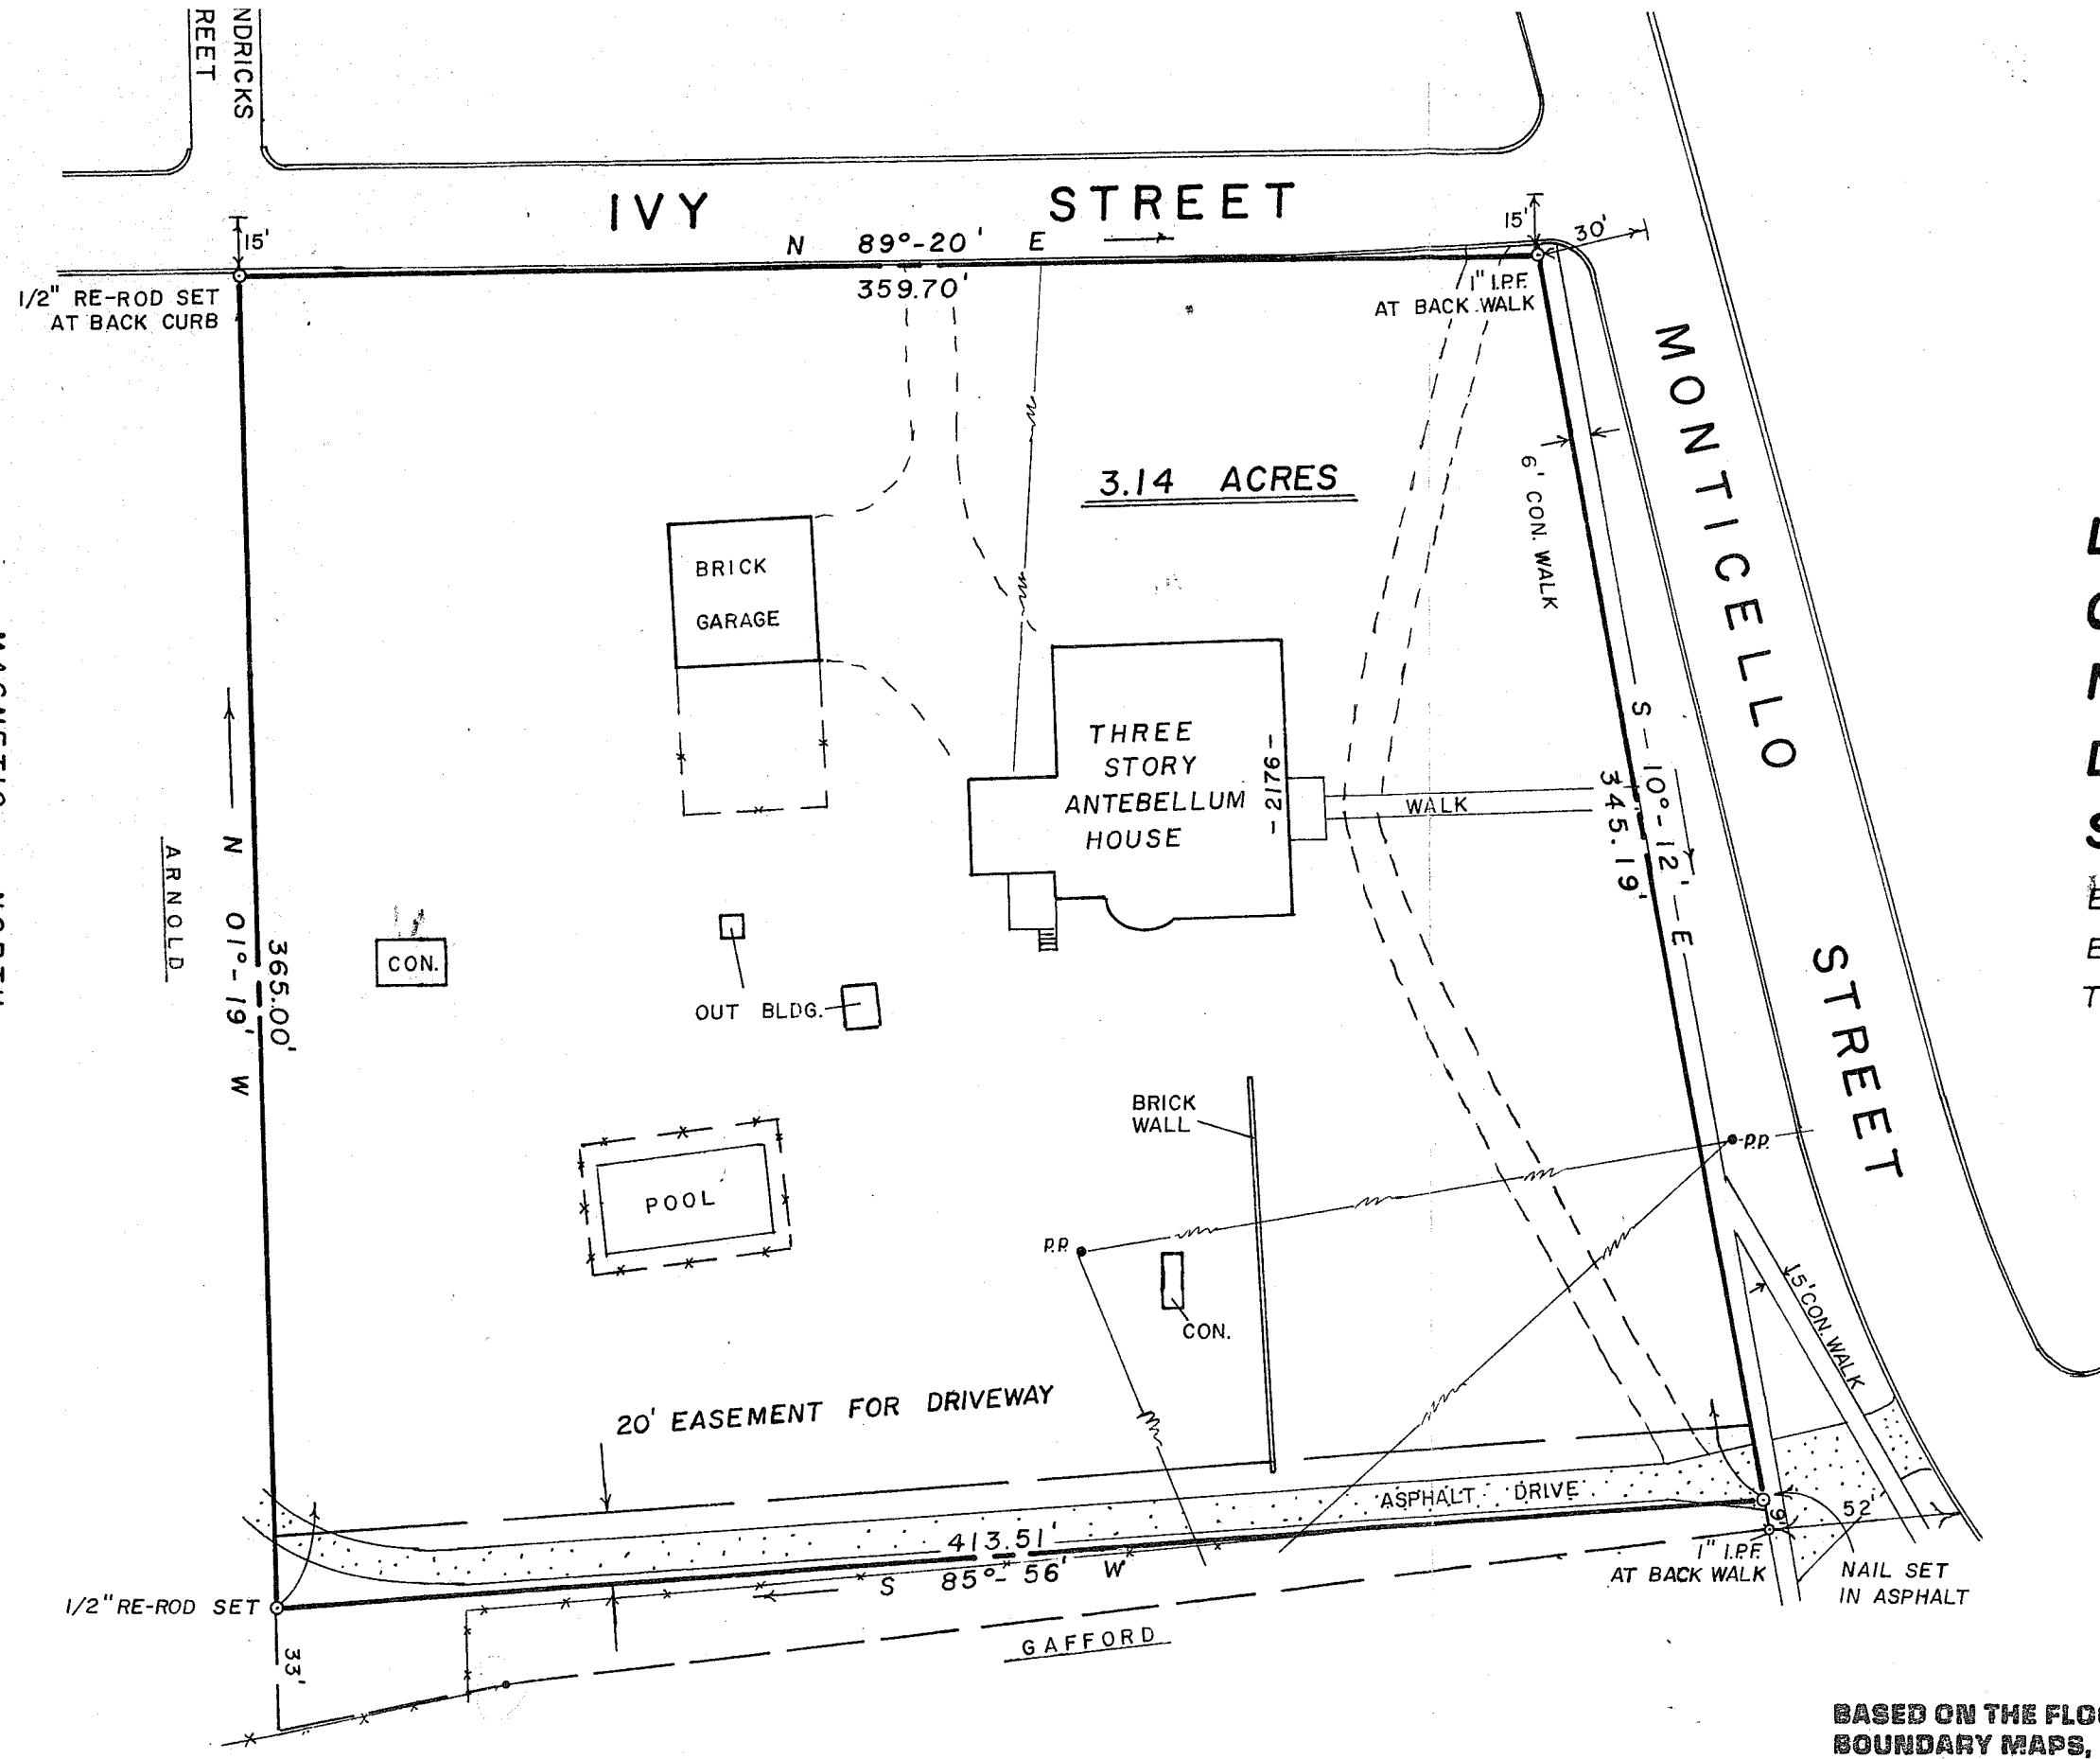 NDRICKS
REET
IVY STREET
15'
N 89°-20' E
359.70'
15'
30'
1/2" RE-ROD SET
AT BACK CURB
1" I.P.F.
AT BACK WALK
MONTICELLO STREET
3.14 ACRES
6' CON. WALK
BRICK
GARAGE
THREE
STORY
ANTEBELLUM
HOUSE
-2176-
WALK
S-10°-12'-E
345.19'
ARNOLD
N 01°-19' W
365.00'
CON.
OUT BLDG.
BRICK
WALL
P.P.
POOL
P.P.
CON.
15' CON. WALK
20' EASEMENT FOR DRIVEWAY
ASPHALT DRIVE
413.51'
S 85°-56' W
9'
52'
1" I.P.F.
AT BACK WALK
NAIL SET
IN ASPHALT
1/2" RE-ROD SET
33'
GAFFORD
BASED ON THE FLO
BOUNDARY MAPS,